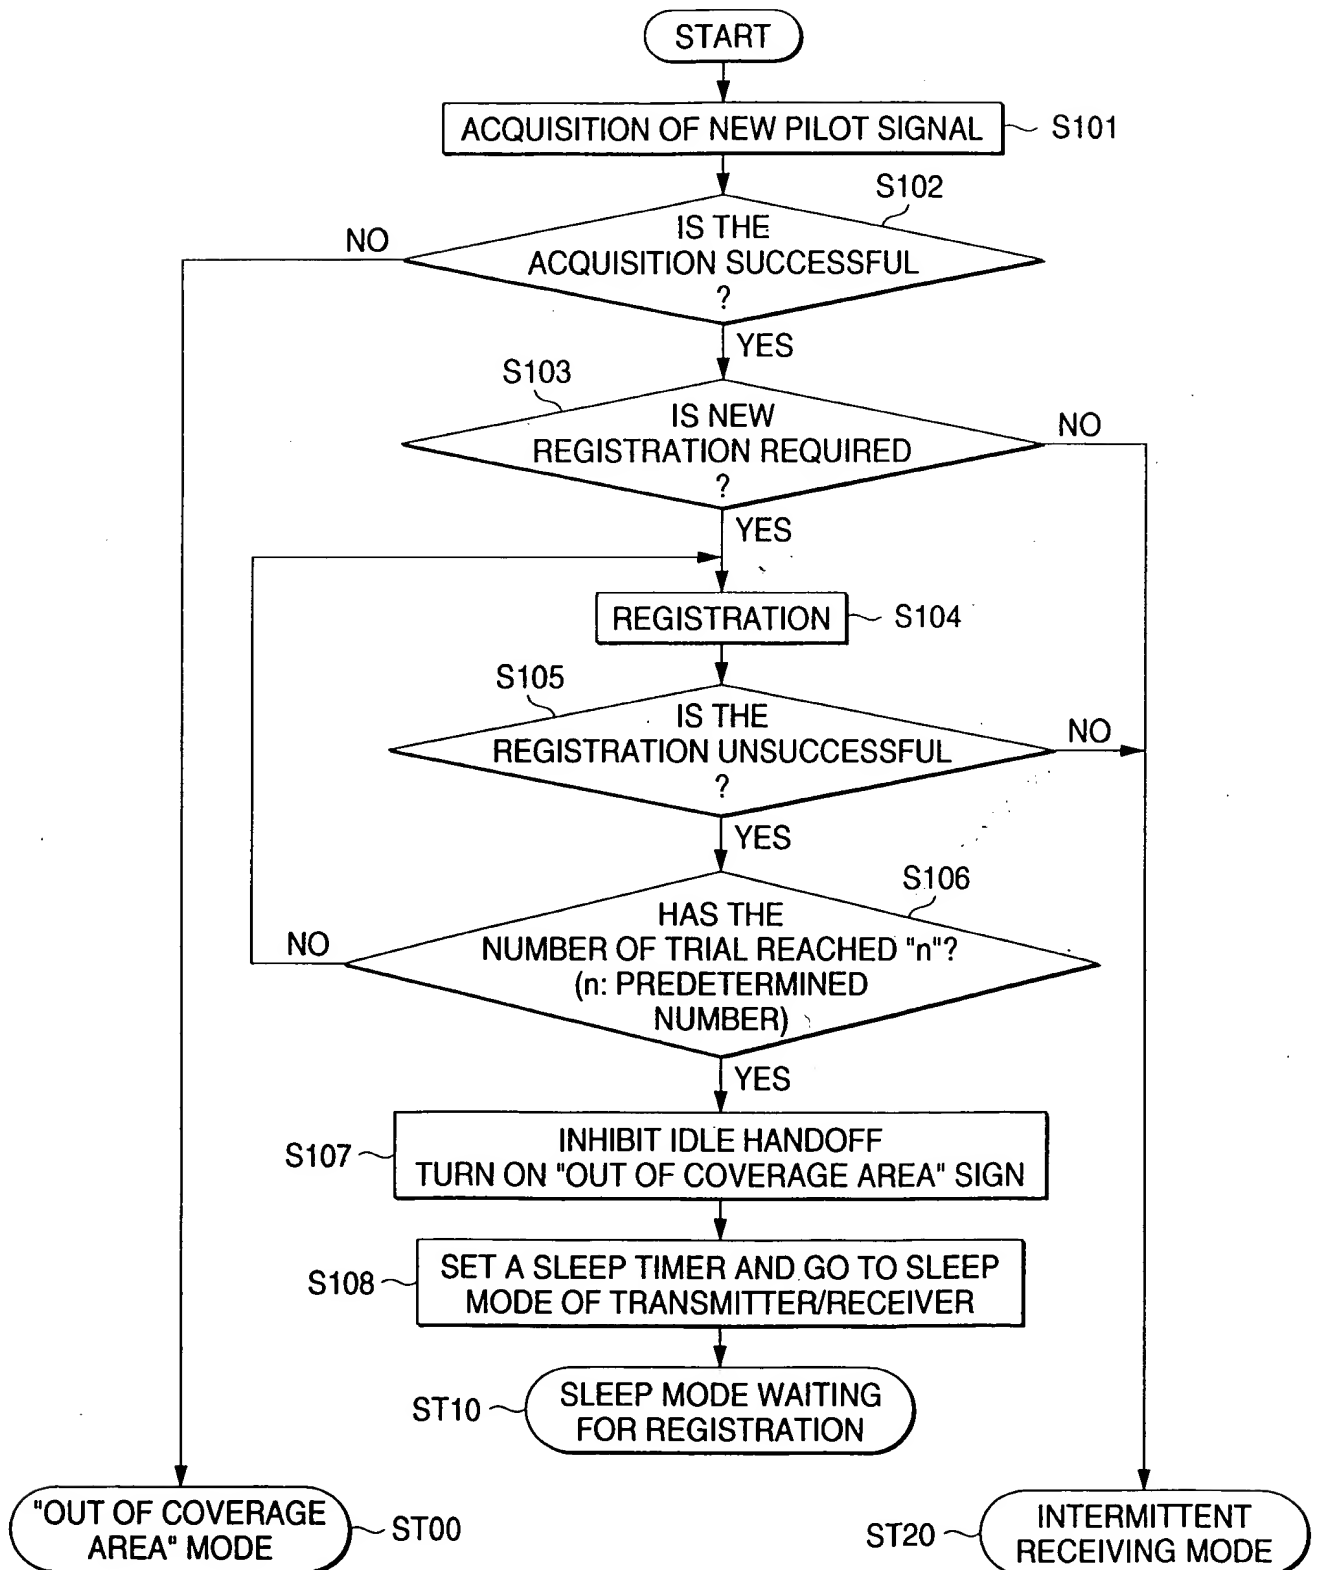 START
ACQUISITION OF NEW PILOT SIGNAL
S101
S102
IS THE
ACQUISITION SUCCESSFUL
?
NO
YES
S103
IS NEW
REGISTRATION REQUIRED
?
NO
YES
REGISTRATION
S104
S105
IS THE
REGISTRATION UNSUCCESSFUL
?
NO
YES
S106
HAS THE
NUMBER OF TRIAL REACHED "n"?
(n: PREDETERMINED
NUMBER)
NO
YES
S107
INHIBIT IDLE HANDOFF
TURN ON "OUT OF COVERAGE AREA" SIGN
S108
SET A SLEEP TIMER AND GO TO SLEEP
MODE OF TRANSMITTER/RECEIVER
ST10
SLEEP MODE WAITING
FOR REGISTRATION
"OUT OF COVERAGE
AREA" MODE
ST00
ST20
INTERMITTENT
RECEIVING MODE